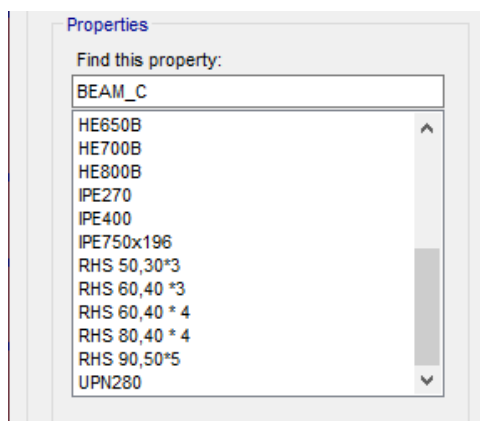 Properties
Find this property:
BEAM_C
HE650B
HE700B
HE800B
IPE270
IPE400
IPE750x196
RHS 50,30*3
RHS 60,40 *3
RHS 60,40 * 4
RHS 80,40 * 4
RHS 90,50*5
UPN280